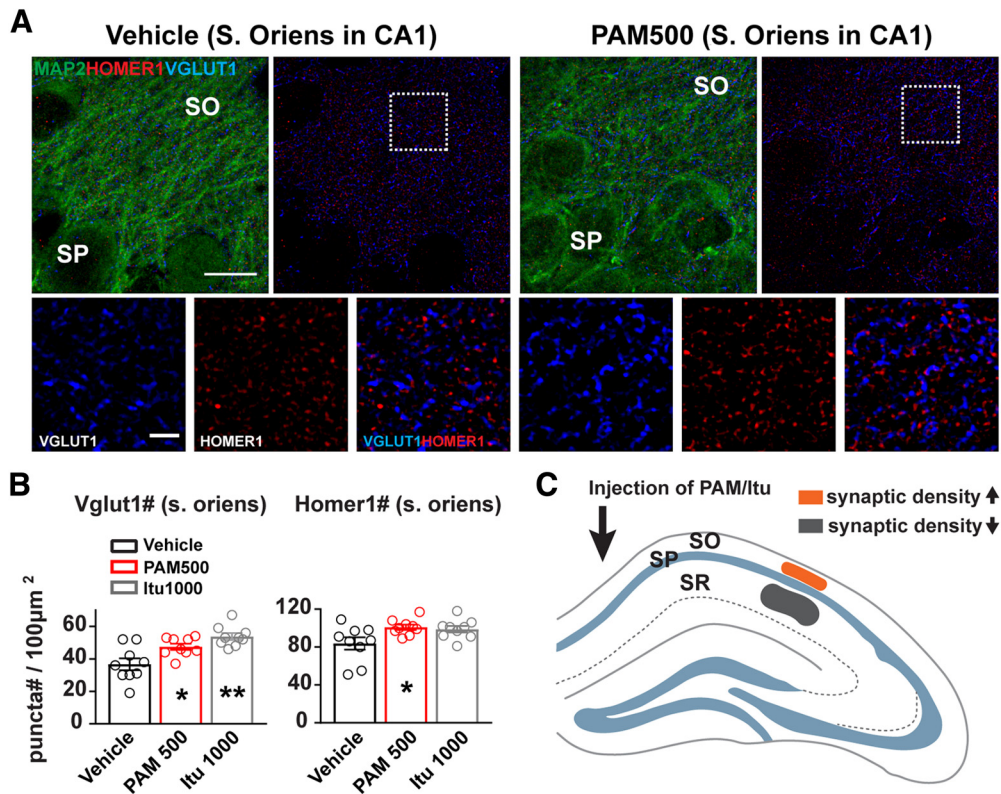 A
Vehicle (S. Oriens in CA1)
PAM500 (S. Oriens in CA1)
MAP2HOMER1VGLUT1
SO
SP
SO
SP
VGLUT1
HOMER1
VGLUT1HOMER1
B
Vglut1# (s. oriens)
Homer1# (s. oriens)
Vehicle
PAM500
Itu1000
puncta# / 100μm²
60
40
20
0
*
**
Vehicle
PAM 500
Itu 1000
120
80
40
0
*
Vehicle
PAM 500
Itu 1000
C
Injection of PAM/Itu
synaptic density
synaptic density
SO
SP
SR